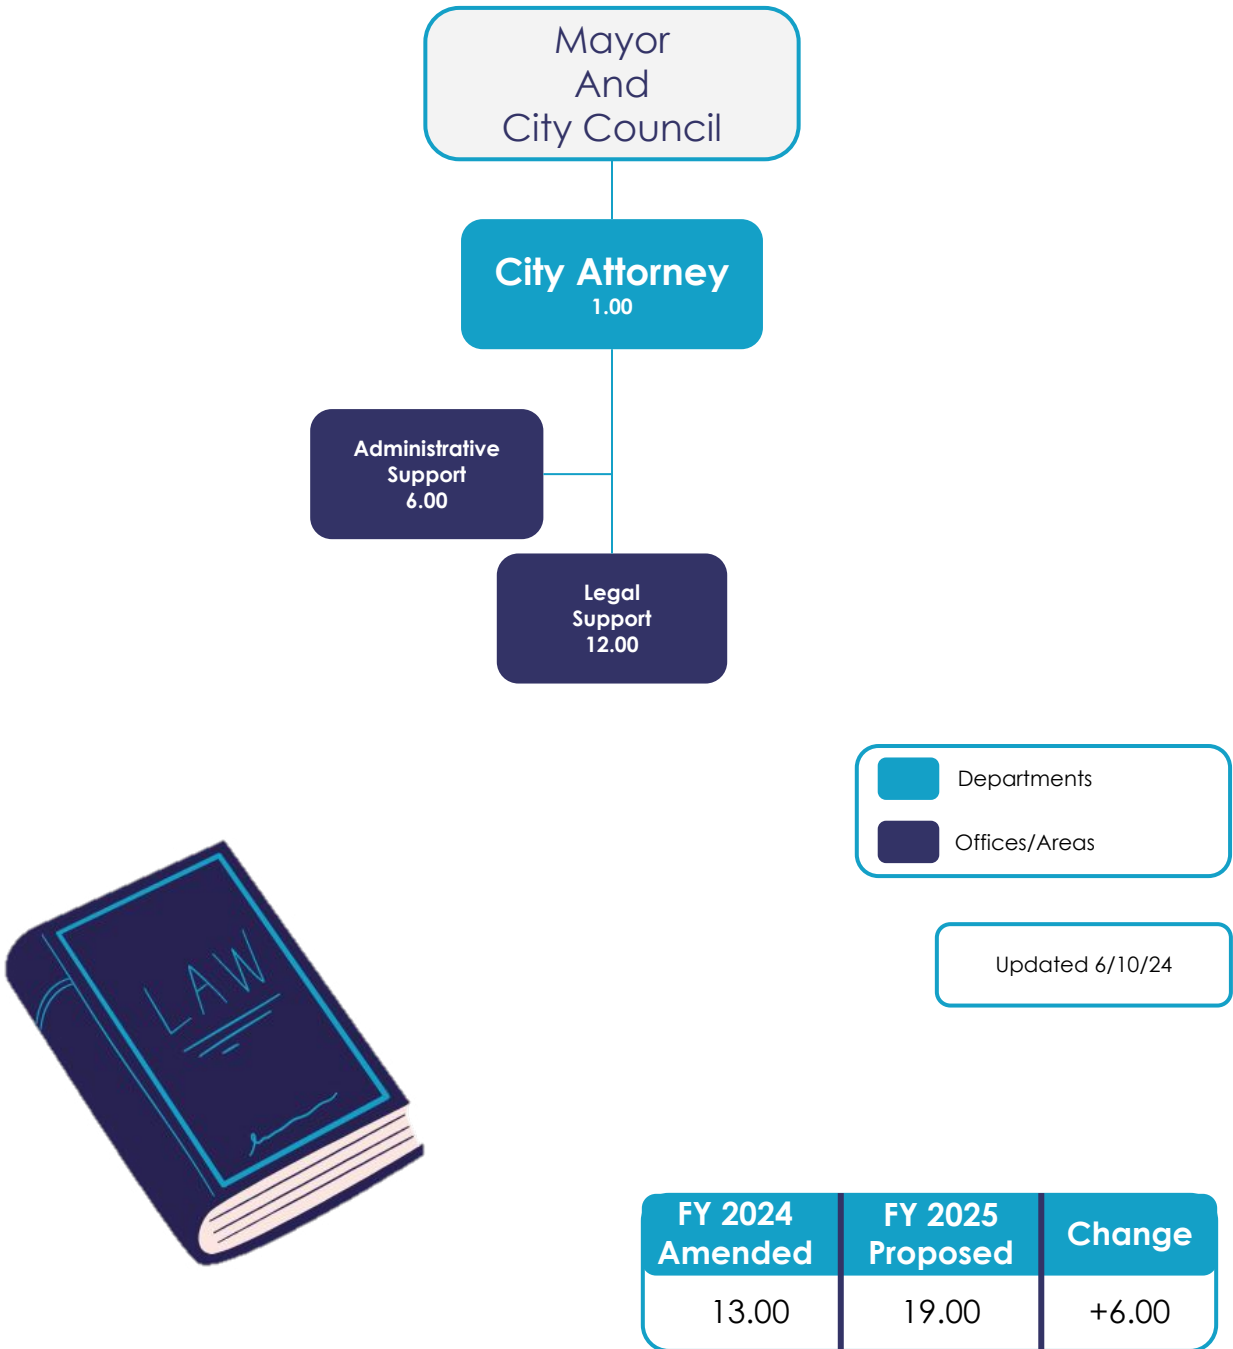 Mayor
And
City Council
City Attorney
1.00
Administrative
Support
6.00
Legal
Support
12.00
Departments
Offices/Areas
Updated 6/10/24
LAW
FY 2024
Amended
FY 2025
Proposed
Change
13.00
19.00
+6.00